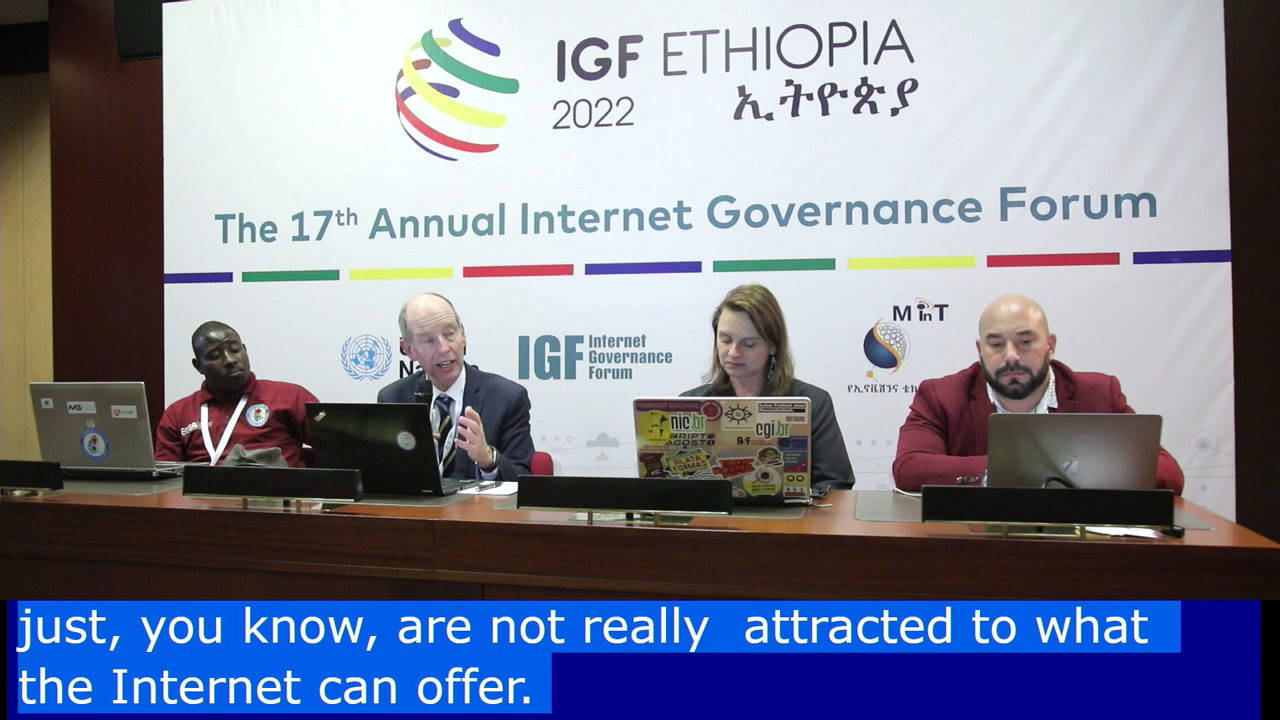 IGF ETHIOPIA
2022 ኢትዮጵያ
The 17th Annual Internet Governance Forum
MinT
IGF Internet
Governance
Forum
nic.br
cgi.br
just, you know, are not really attracted to what
the Internet can offer.